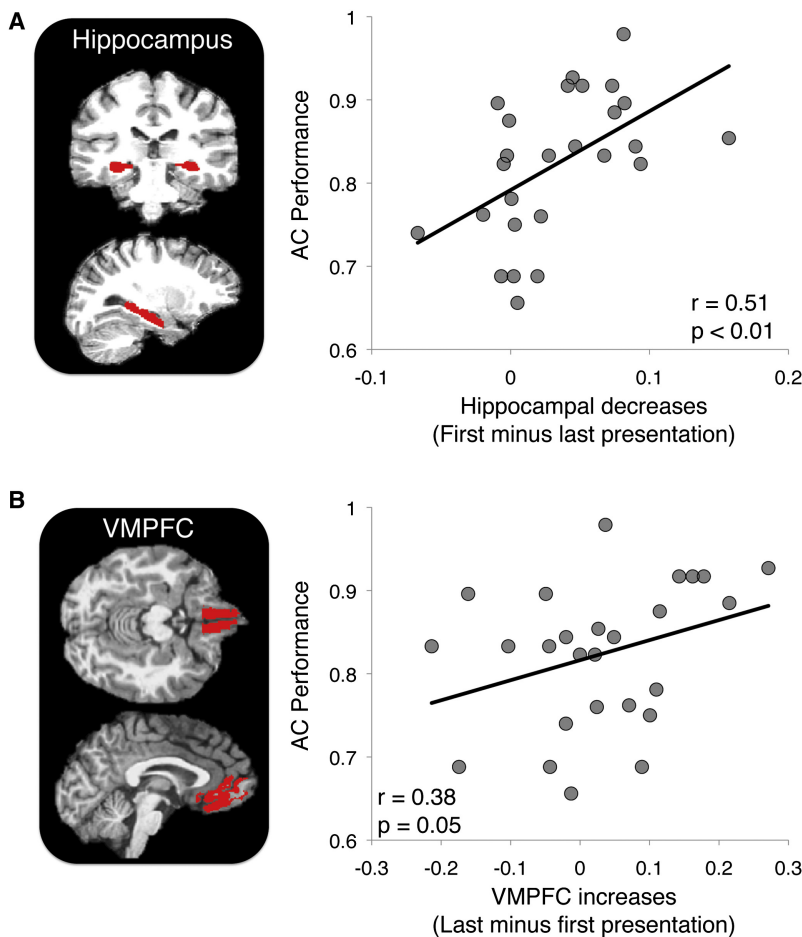 A
Hippocampus
AC Performance
1
0.9
0.8
0.7
0.6
-0.1
0
0.1
0.2
r = 0.51
p < 0.01
Hippocampal decreases
(First minus last presentation)
B
VMPFC
AC Performance
1
0.9
0.8
0.7
0.6
-0.3
-0.2
-0.1
0
0.1
0.2
0.3
r = 0.38
p = 0.05
VMPFC increases
(Last minus first presentation)